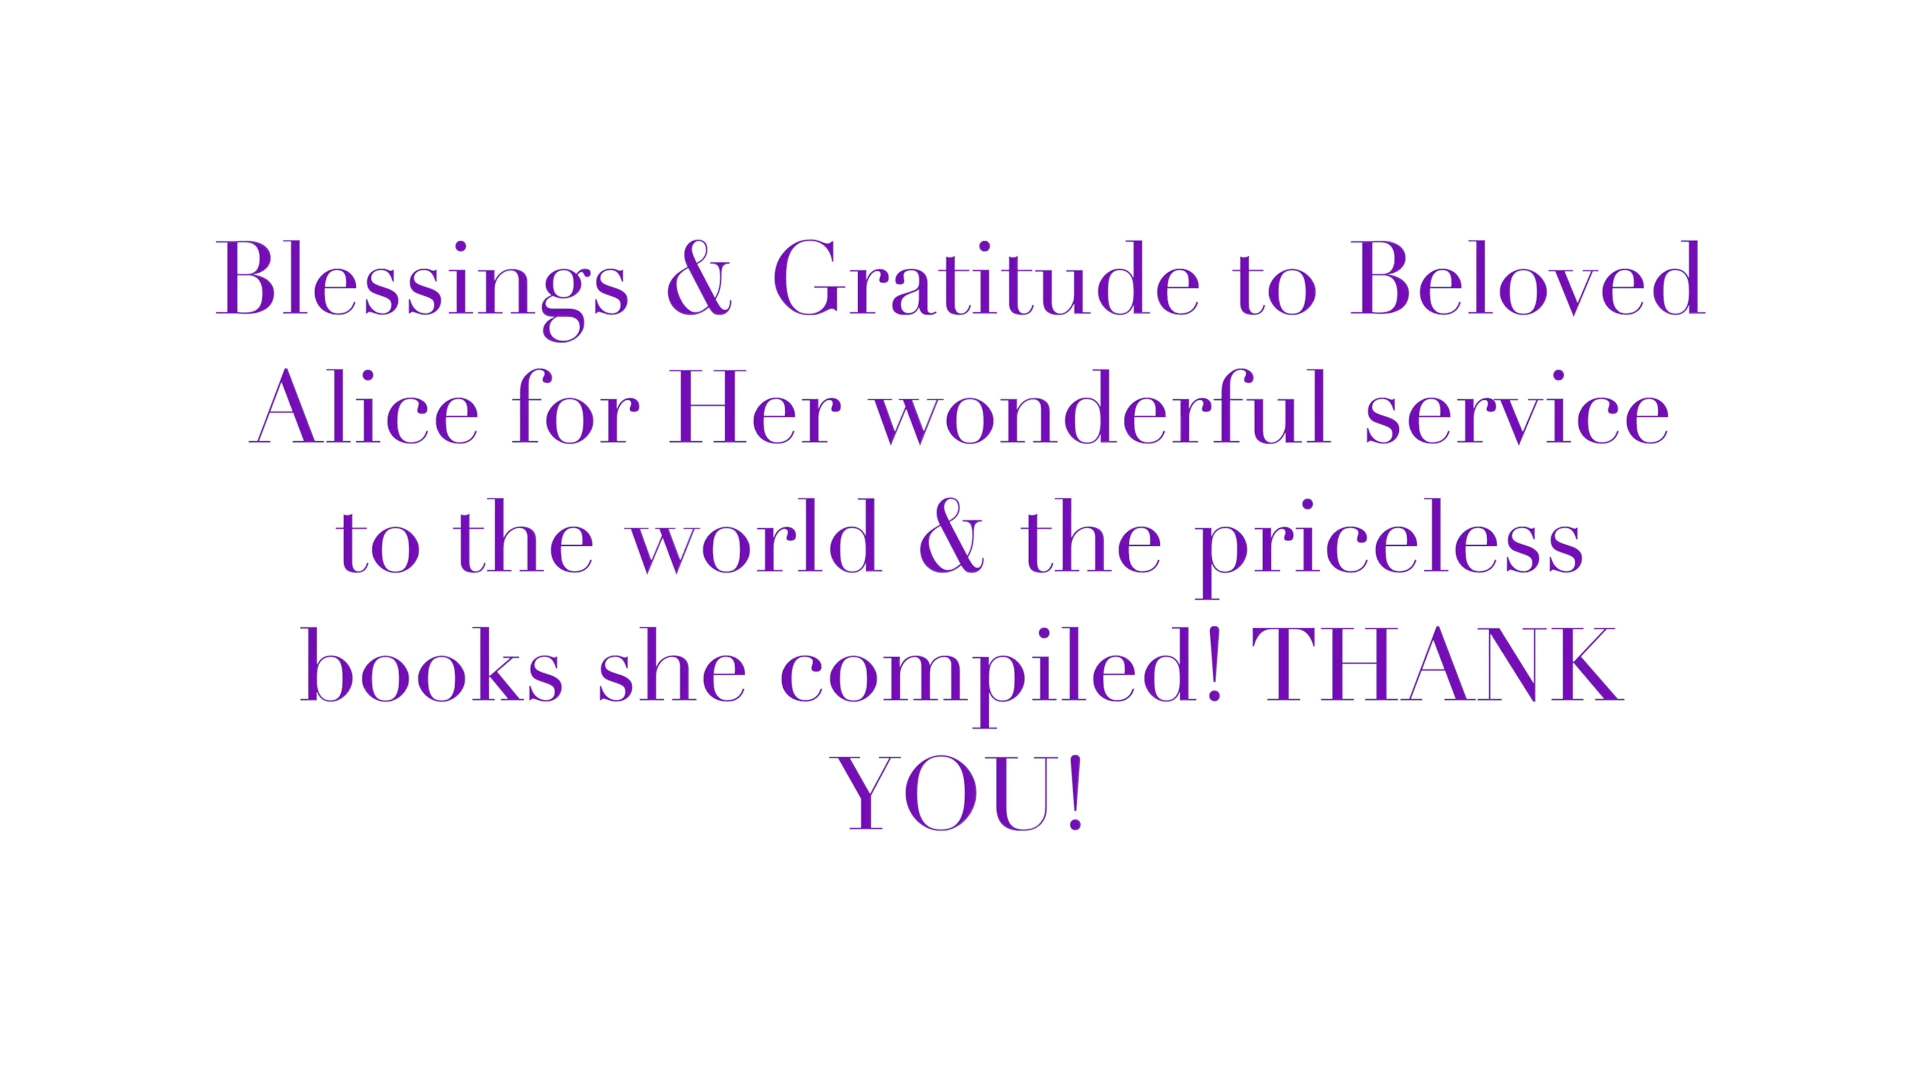 Blessings & Gratitude to Beloved
Alice for Her wonderful service
to the world & the priceless
books she compiled! THANK
YOU!